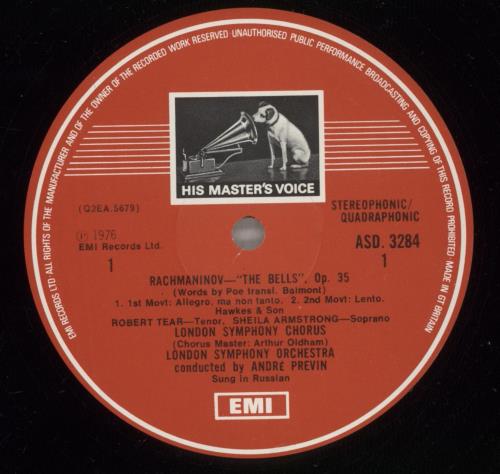 EMI RECORDS LTD ALL RIGHTS OF THE MANUFACTURER AND OF THE OWNER OF THE RECORDED WORK RESERVED UNAUTHORISED PUBLIC PERFORMANCE BROADCASTING AND COPYING OF THIS RECORD PROHIBITED MADE IN GT BRITAIN
HIS MASTER'S VOICE
(Q2EA.5679)
STEREOPHONIC/
QUADRAPHONIC
℗ 1976
EMI Records Ltd.
ASD. 3284
1
1
RACHMANINOV—"THE BELLS", Op. 35
(Words by Poe transl. Balmont)
1. 1st Movt: Allegro, ma non tanto. 2. 2nd Movt: Lento.
Hawkes & Son
ROBERT TEAR—Tenor, SHEILA ARMSTRONG—Soprano
LONDON SYMPHONY CHORUS
(Chorus Master: Arthur Oldham)
LONDON SYMPHONY ORCHESTRA
conducted by ANDRE PREVIN
Sung in Russian
EMI